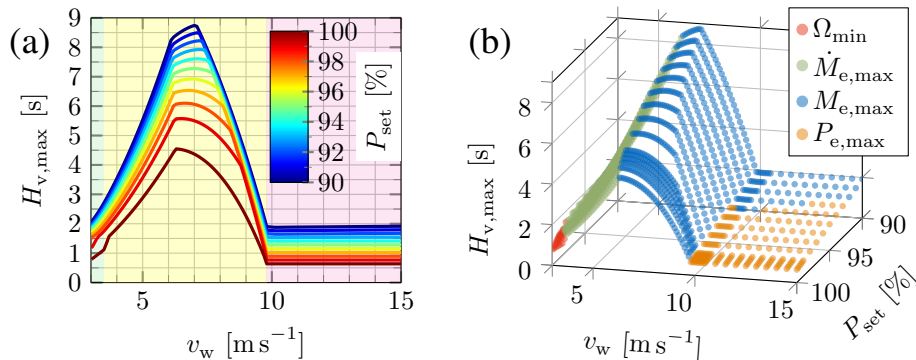 (a)
H_v,max [s]
9
8
7
6
5
4
3
2
1
0
5
10
15
v_w [m s⁻¹]
100
98
96
94
92
90
P_set [%]
(b)
H_v,max [s]
8
6
4
2
0
5
10
15
v_w [m s⁻¹]
90
95
100
P_set [%]
Ω_min
Ṁ_e,max
M_e,max
P_e,max